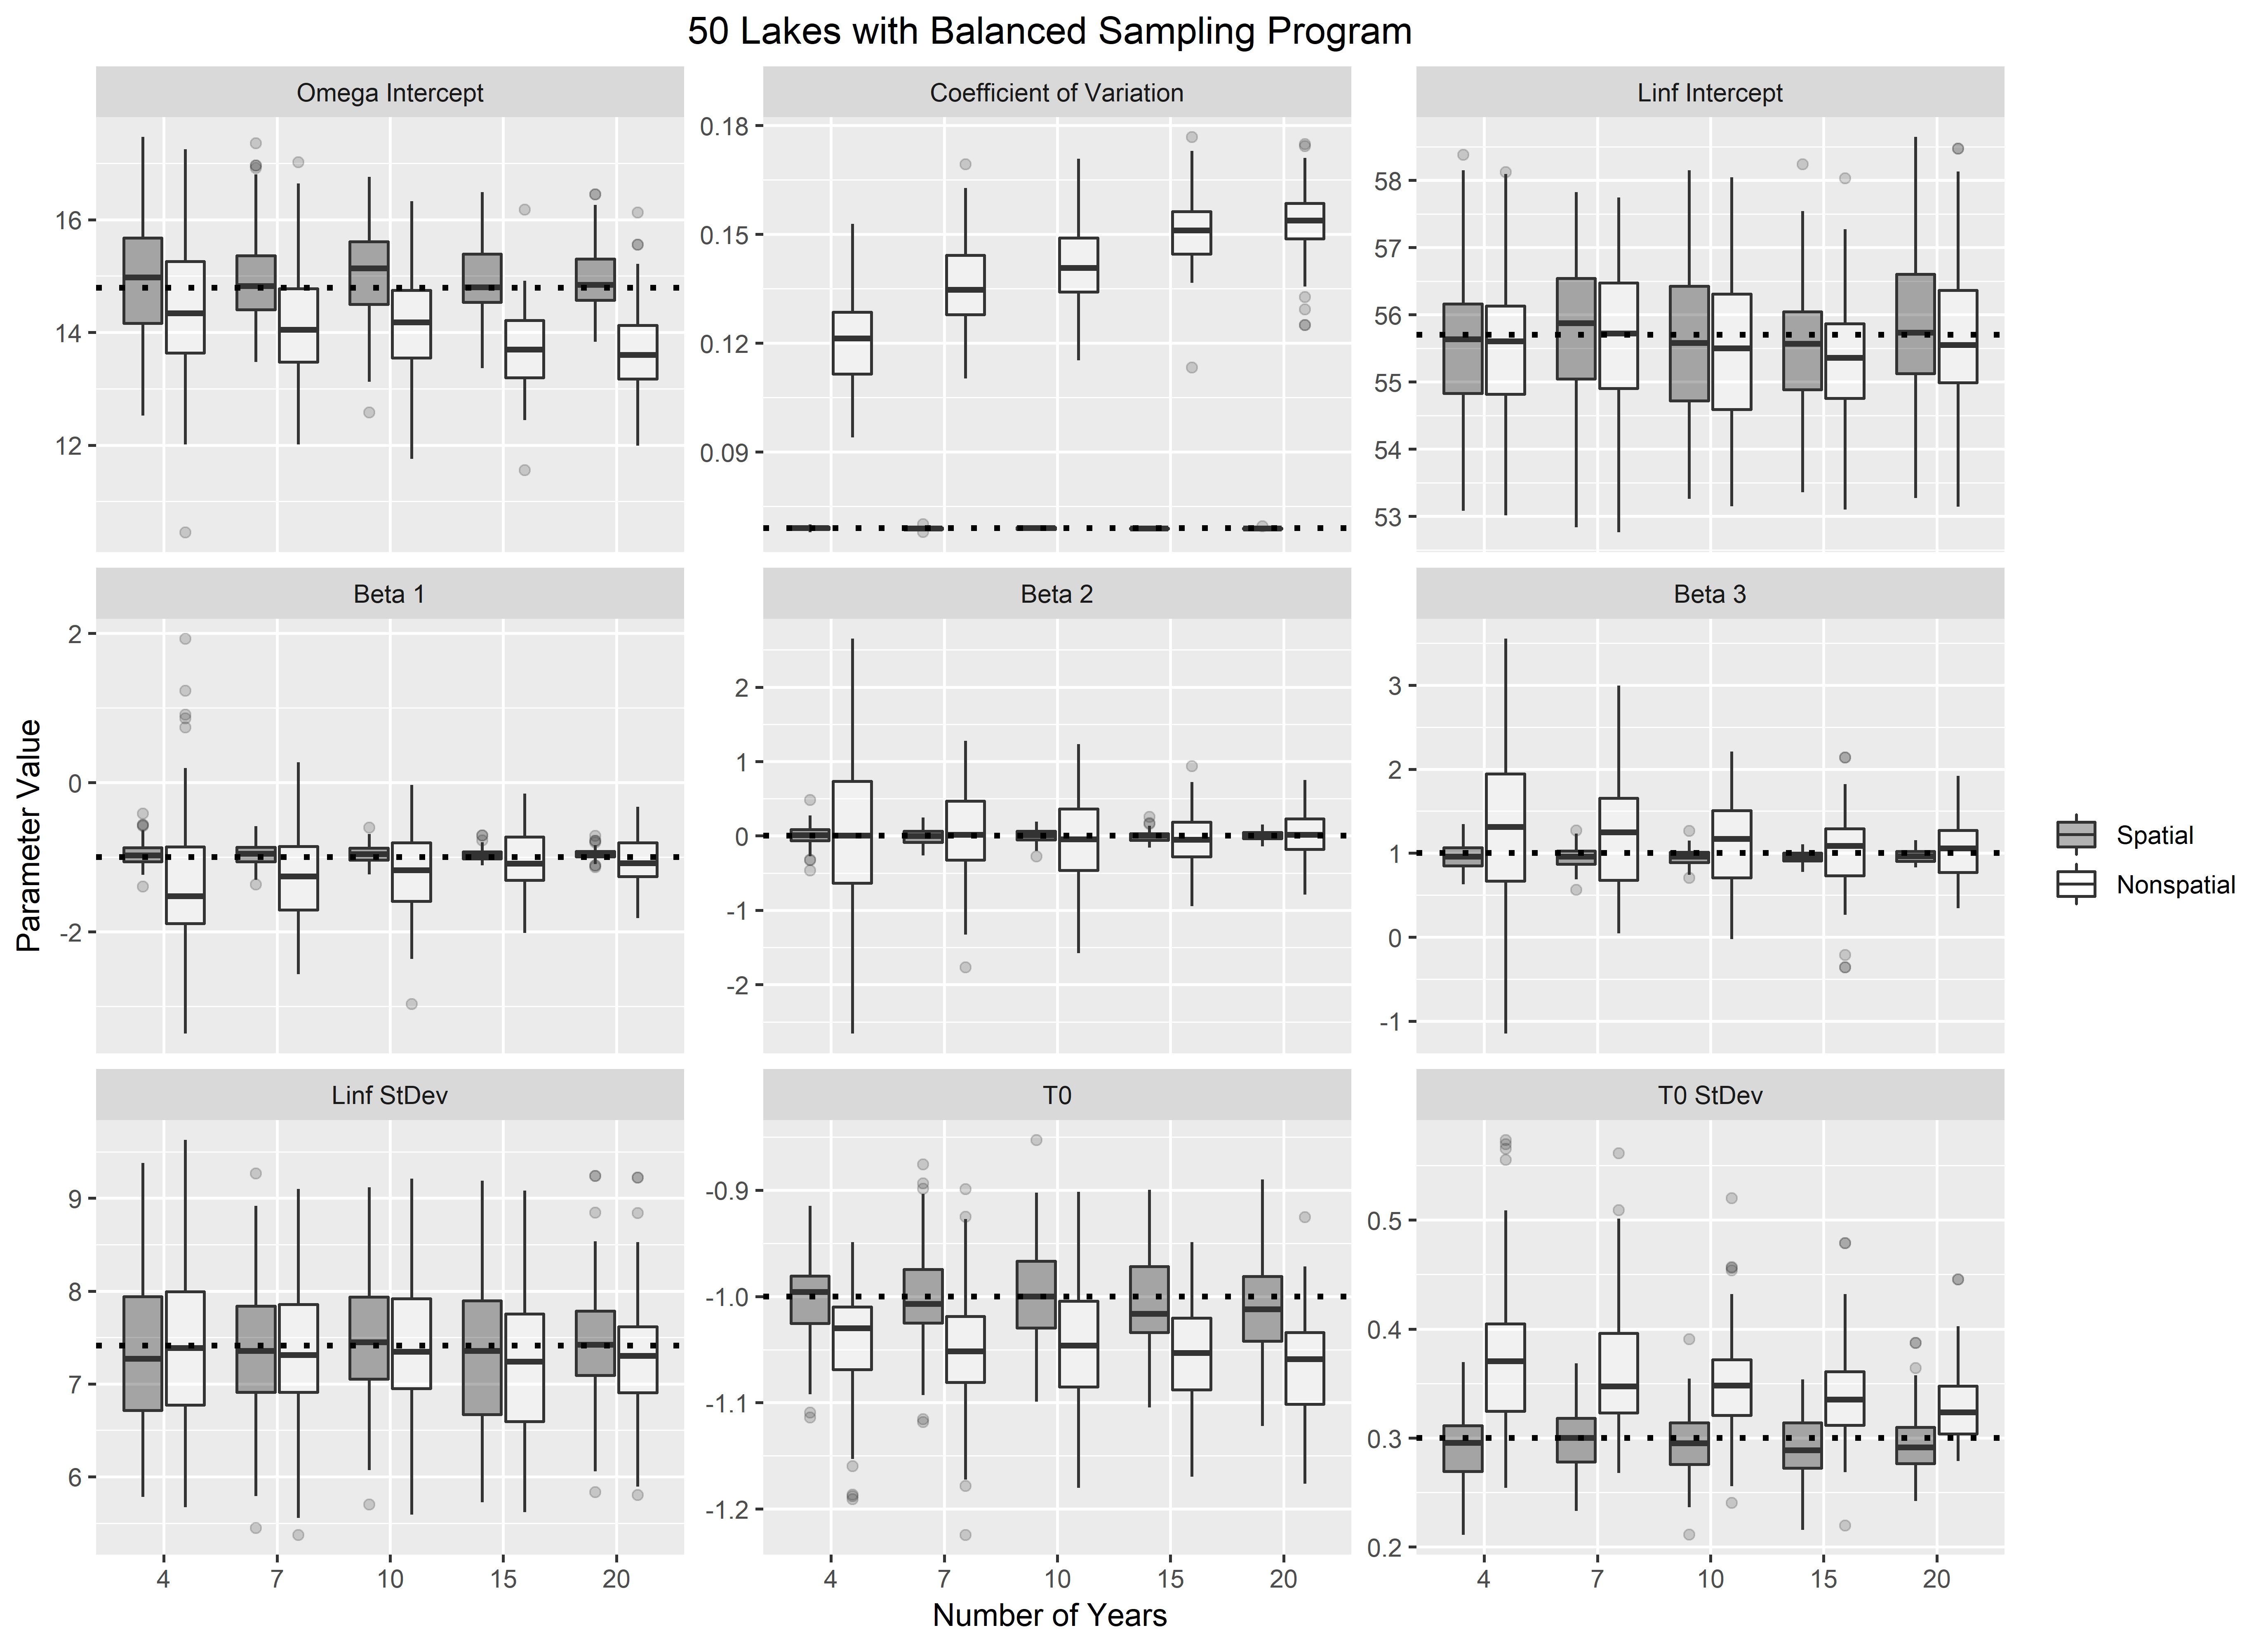 50 Lakes with Balanced Sampling Program
Omega Intercept
Coefficient of Variation
Linf Intercept
16
14
12
0.18
0.15
0.12
0.09
58
57
56
55
54
53
Beta 1
Beta 2
Beta 3
2
0
-2
2
1
0
-1
-2
3
2
1
0
-1
Linf StDev
T0
T0 StDev
9
8
7
6
-0.9
-1.0
-1.1
-1.2
0.5
0.4
0.3
0.2
4 7 10 15 20
4 7 10 15 20
4 7 10 15 20
Number of Years
Parameter Value
Spatial
Nonspatial